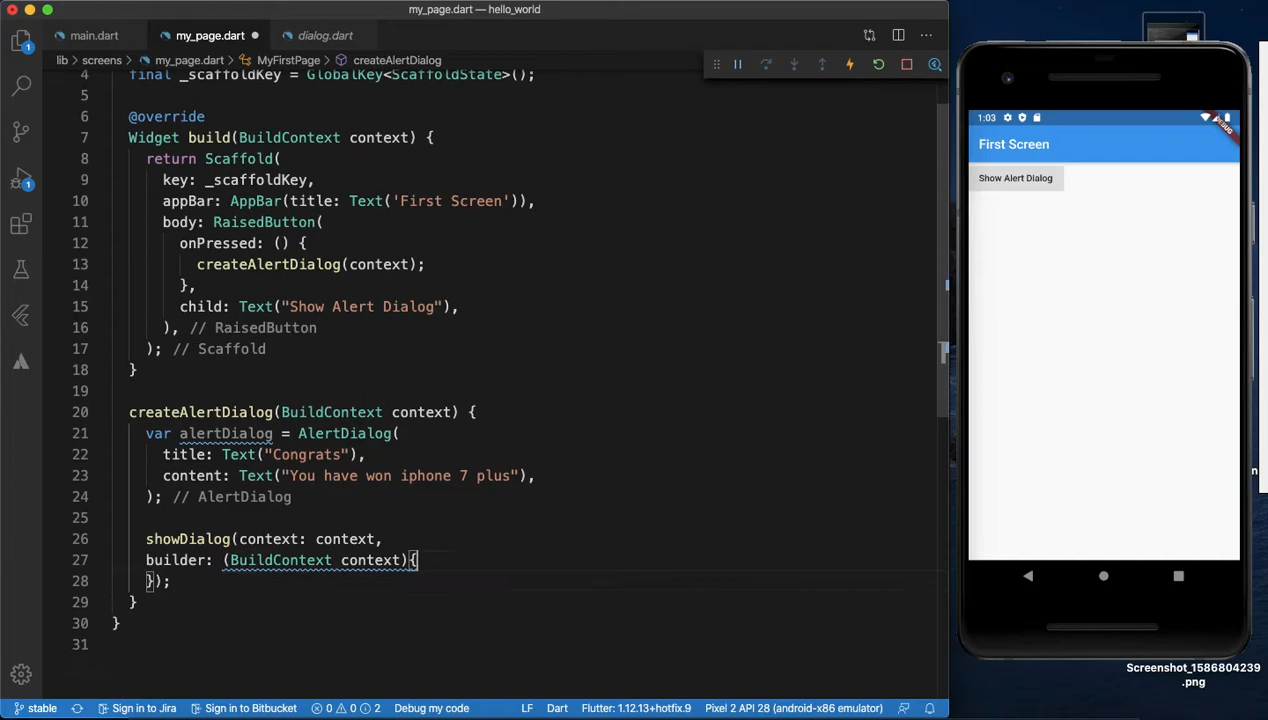 my_page.dart — hello_world
main.dart
my_page.dart
dialog.dart
lib > screens > my_page.dart > MyFirstPage > createAlertDialog
4 final _scaffoldKey = GlobalKey<ScaffoldState>();
5
6 @override
7 Widget build(BuildContext context) {
8 return Scaffold(
9 key: _scaffoldKey,
10 appBar: AppBar(title: Text('First Screen')),
11 body: RaisedButton(
12 onPressed: () {
13 createAlertDialog(context);
14 },
15 child: Text("Show Alert Dialog"),
16 ), // RaisedButton
17 ); // Scaffold
18 }
19
20 createAlertDialog(BuildContext context) {
21 var alertDialog = AlertDialog(
22 title: Text("Congrats"),
23 content: Text("You have won iphone 7 plus"),
24 ); // AlertDialog
25
26 showDialog(context: context,
27 builder: (BuildContext context){
28 });
29 }
30 }
31
1
1
stable
Sign in to Jira
Sign in to Bitbucket
0 0 2
Debug my code
LF
Dart
Flutter: 1.12.13+hotfix.9
Pixel 2 API 28 (android-x86 emulator)
1:03
DEBUG
First Screen
Show Alert Dialog
Screenshot_1586804239
.png